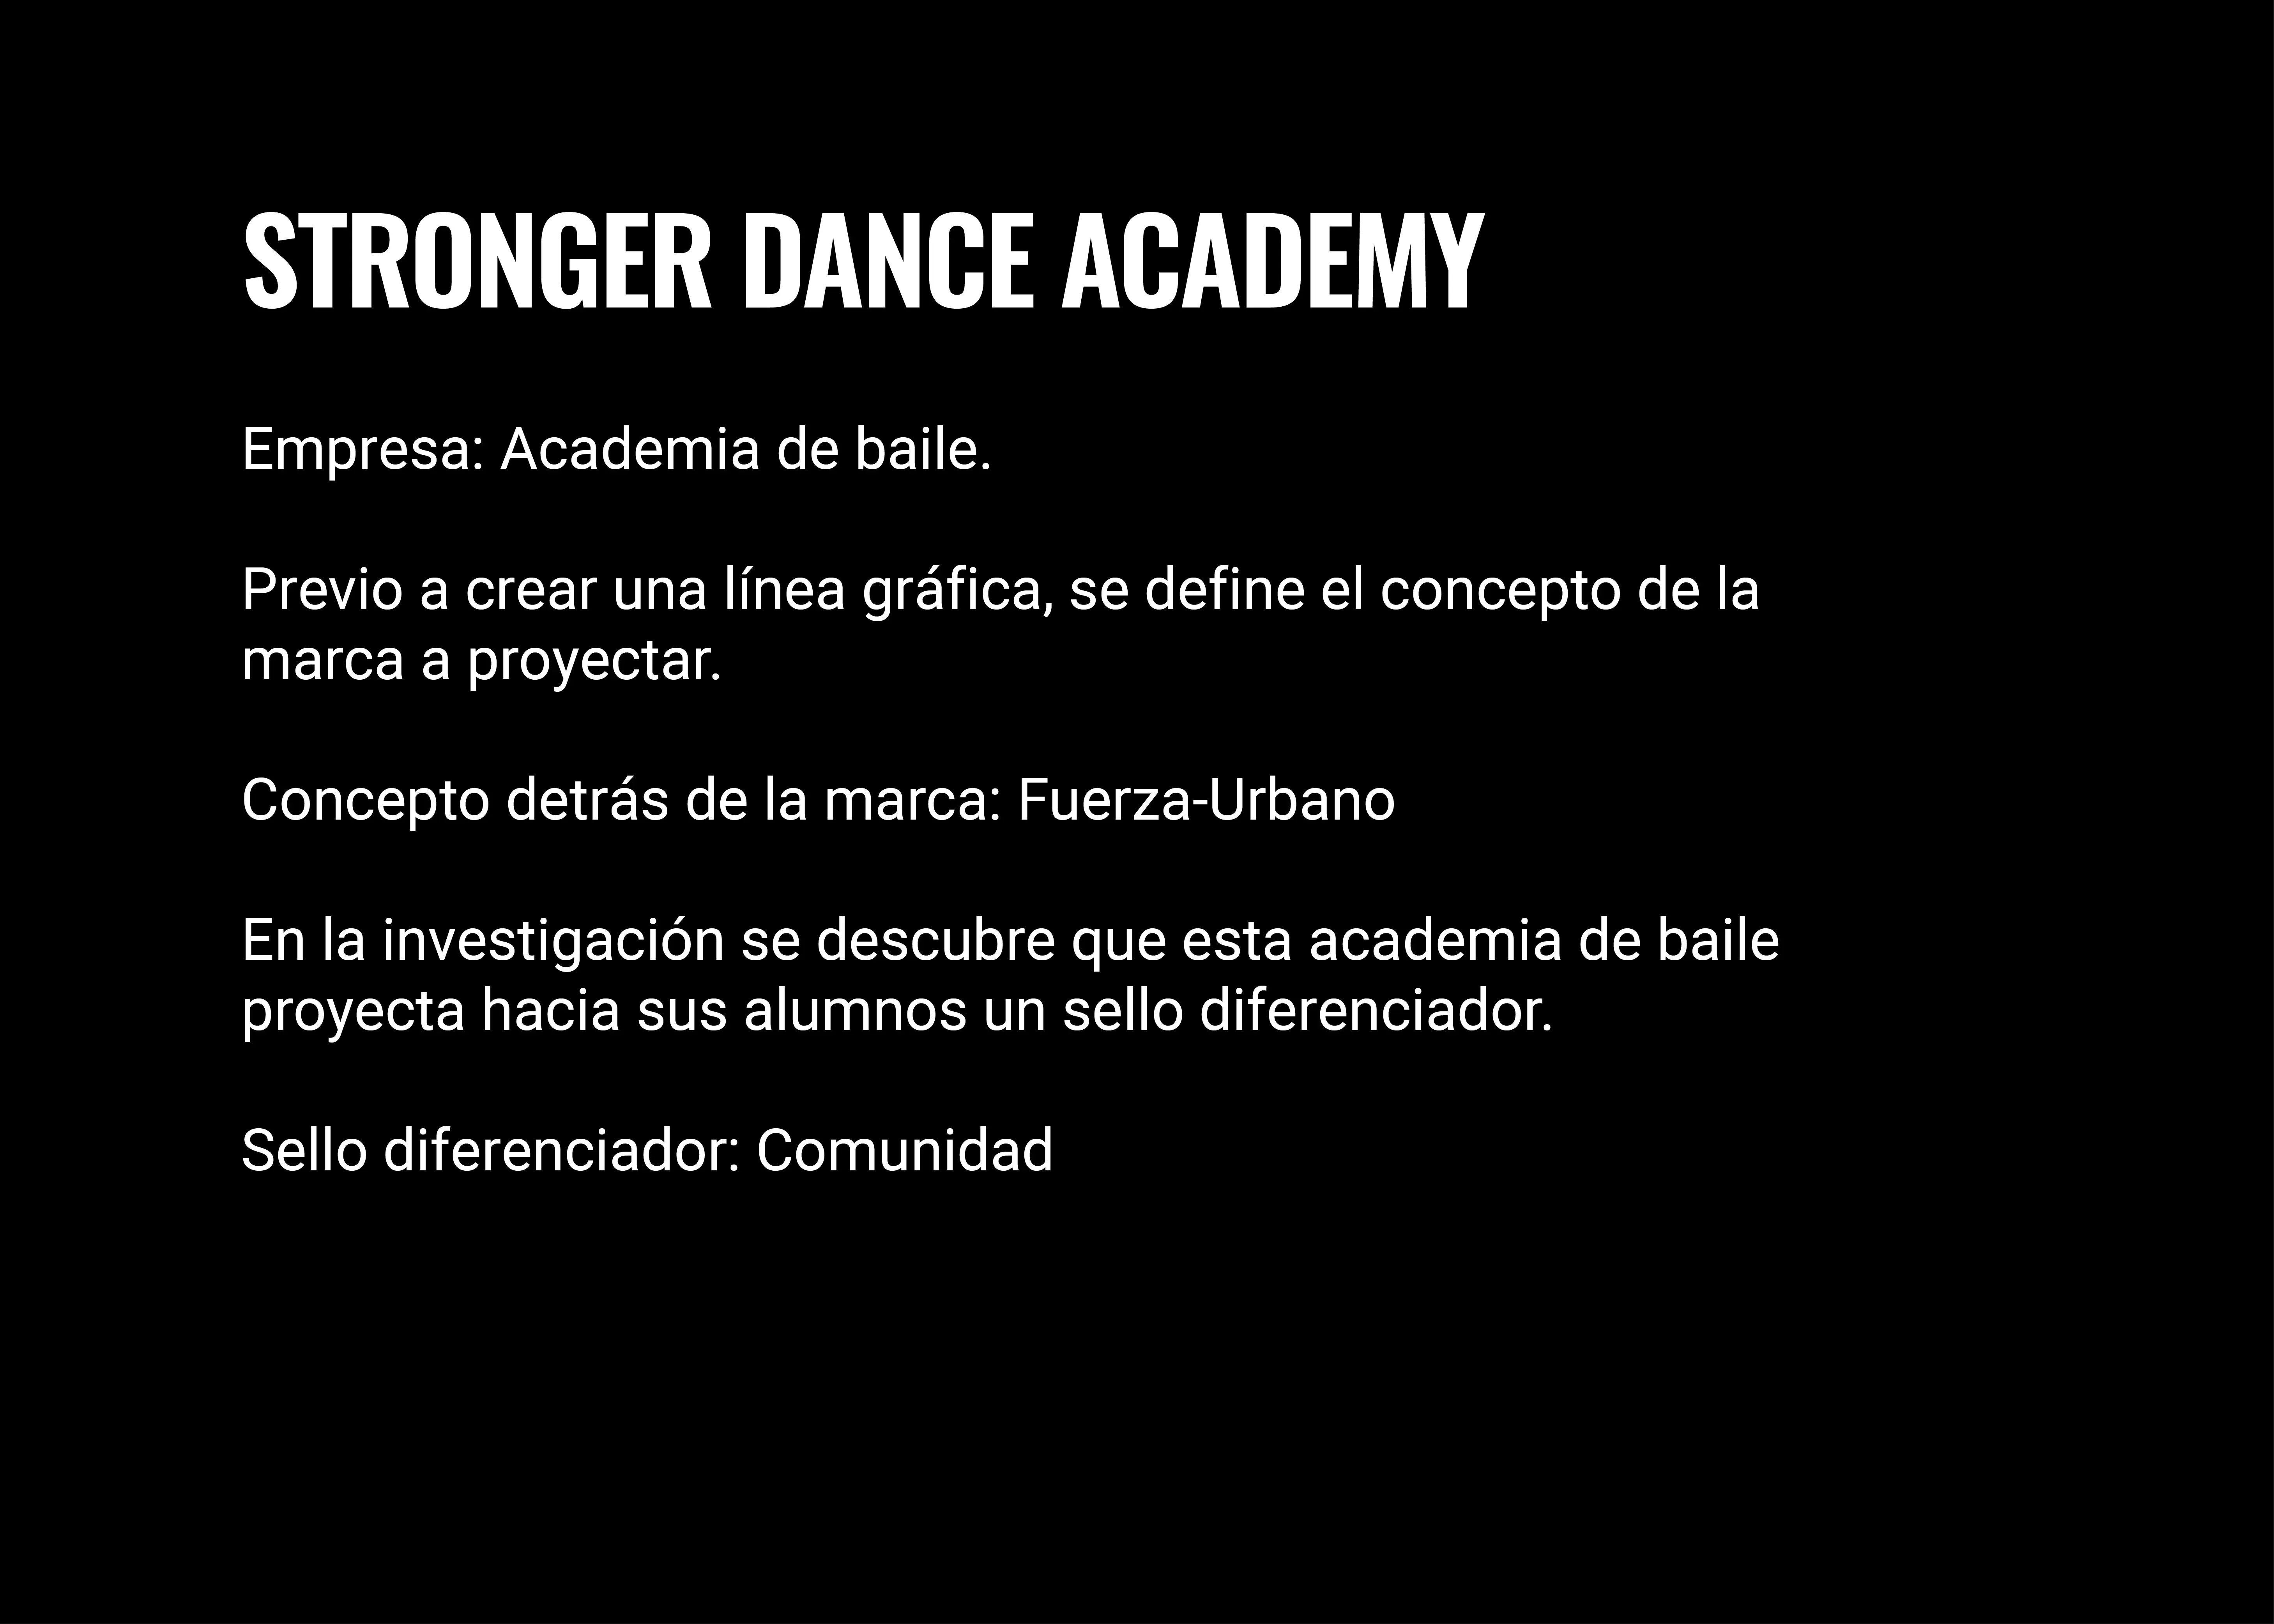 STRONGER DANCE ACADEMY
Empresa: Academia de baile.
Previo a crear una línea gráfica, se define el concepto de la
marca a proyectar.
Concepto detrás de la marca: Fuerza-Urbano
En la investigación se descubre que esta academia de baile
proyecta hacia sus alumnos un sello diferenciador.
Sello diferenciador: Comunidad